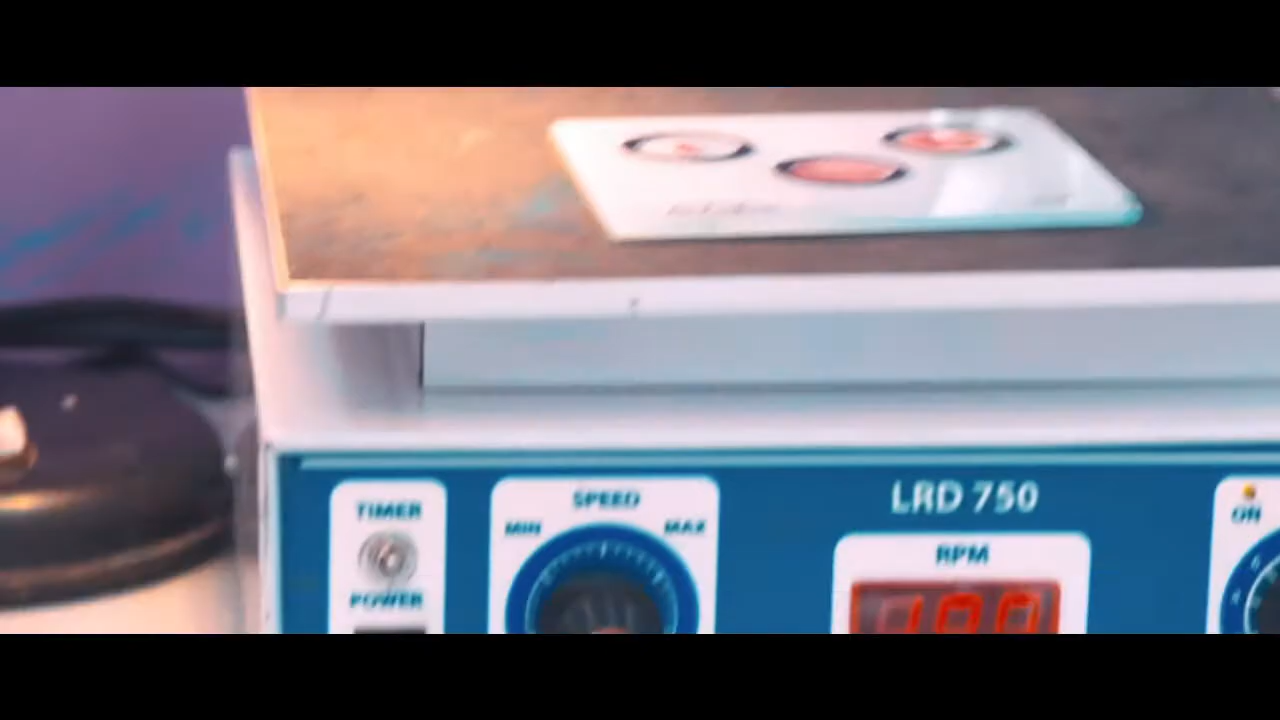 TIMER
POWER
SPEED
MIN
MAX
LRD 750
RPM
ON